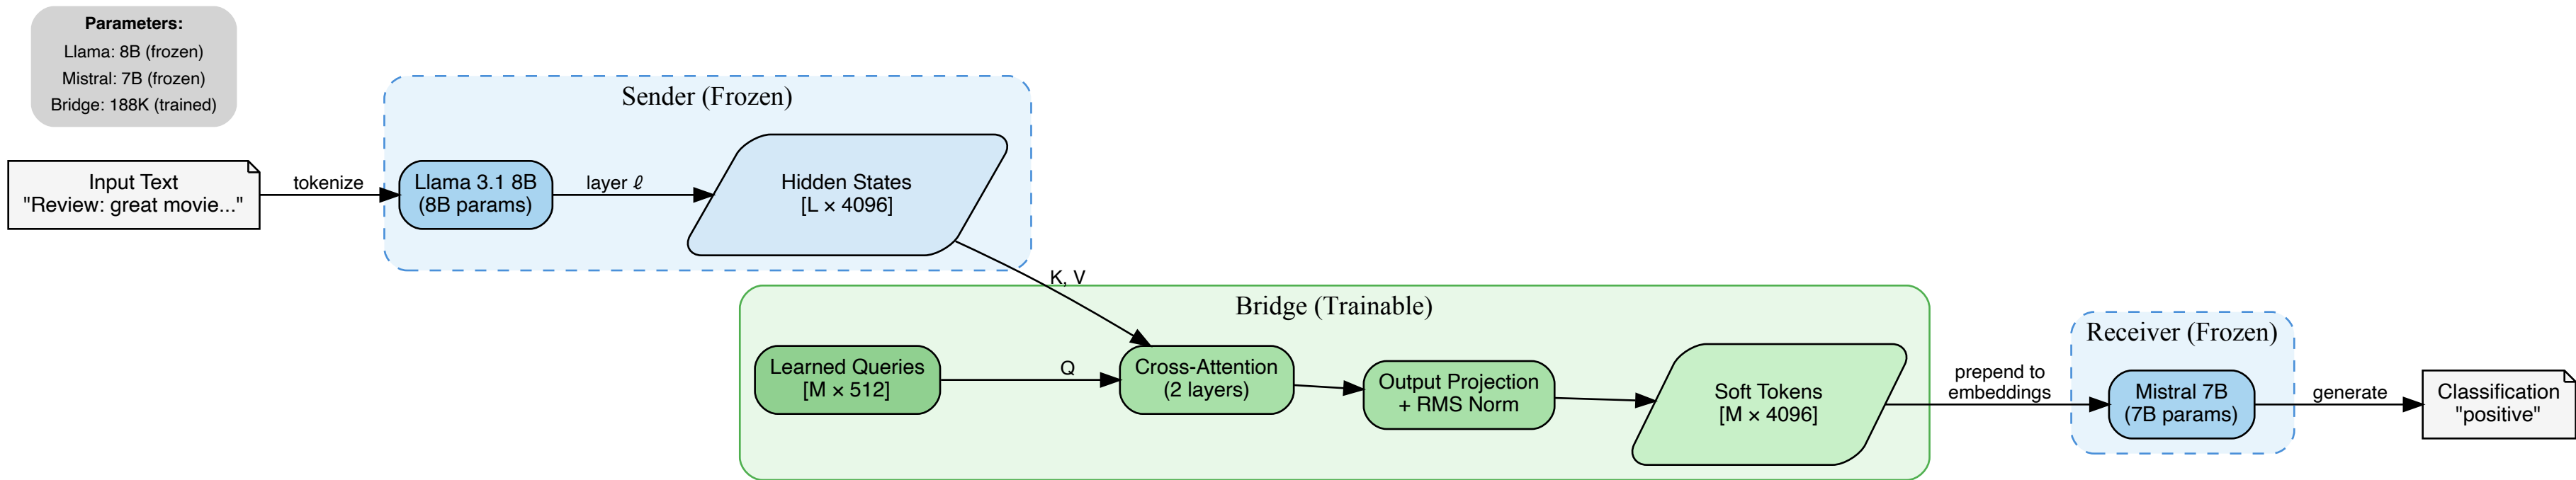 Parameters:
Llama: 8B (frozen)
Mistral: 7B (frozen)
Bridge: 188K (trained)
Input Text
"Review: great movie..."
tokenize
Sender (Frozen)
Llama 3.1 8B
(8B params)
layer ℓ
Hidden States
[L × 4096]
K, V
Bridge (Trainable)
Learned Queries
[M × 512]
Q
Cross-Attention
(2 layers)
Output Projection
+ RMS Norm
Soft Tokens
[M × 4096]
prepend to
embeddings
Receiver (Frozen)
Mistral 7B
(7B params)
generate
Classification
"positive"